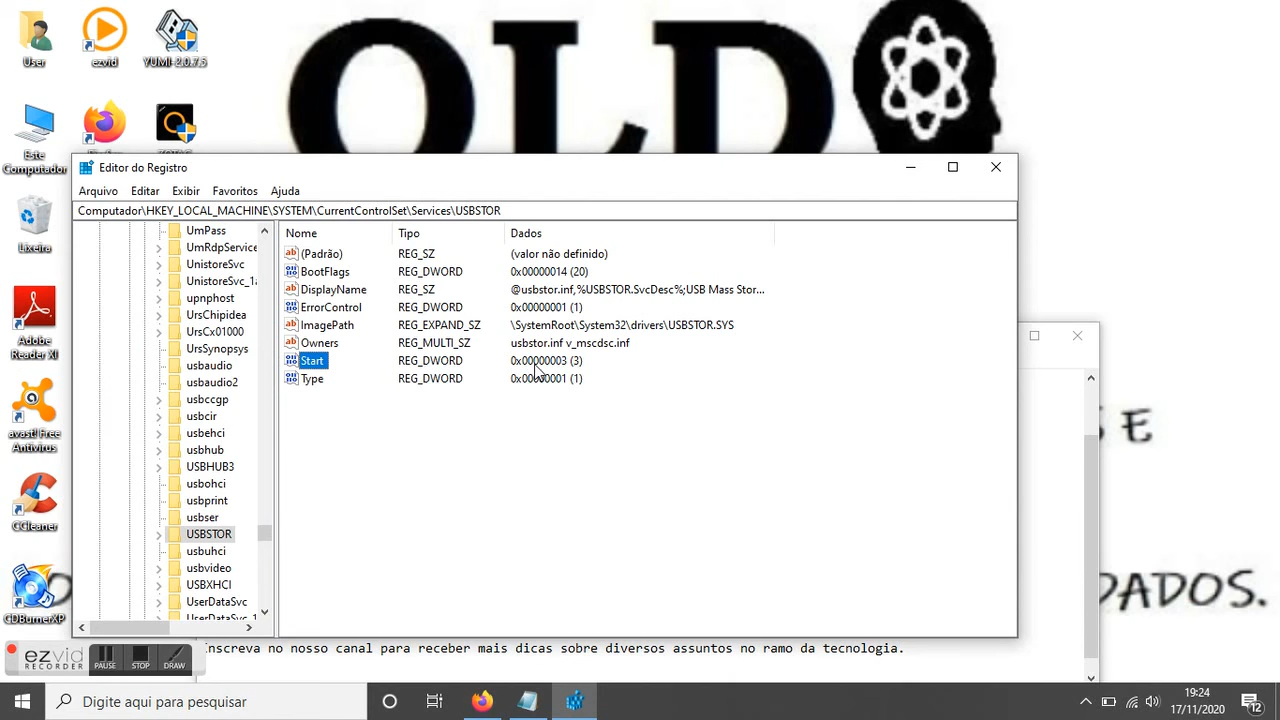 OLD
User
ezvid
YUMI-2.0.7.5
Este
Computador
Lixeira
Adobe
Reader XI
avast! Free
Antivirus
CCleaner
CDBurnerXP
Editor do Registro
Arquivo Editar Exibir Favoritos Ajuda
Computador\HKEY_LOCAL_MACHINE\SYSTEM\CurrentControlSet\Services\USBSTOR
UmPass
UmRdpService
UnistoreSvc
UnistoreSvc_1
upnphost
UrsChipidea
UrsCx01000
UrsSynopsys
usbaudio
usbaudio2
usbccgp
usbcir
usbehci
usbhub
USBHUB3
usbohci
usbprint
usbser
USBSTOR
usbuhci
usbvideo
USBXHCI
UserDataSvc
UserDataSvc_1
Nome Tipo Dados
(Padrão) REG_SZ (valor não definido)
BootFlags REG_DWORD 0x00000014 (20)
DisplayName REG_SZ @usbstor.inf,%USBSTOR.SvcDesc%;USB Mass Stor...
ErrorControl REG_DWORD 0x00000001 (1)
ImagePath REG_EXPAND_SZ \SystemRoot\System32\drivers\USBSTOR.SYS
Owners REG_MULTI_SZ usbstor.inf v_mscdsc.inf
Start REG_DWORD 0x00000003 (3)
Type REG_DWORD 0x00000001 (1)
E
DADOS.
Inscreva no nosso canal para receber mais dicas sobre diversos assuntos no ramo da tecnologia.
ezvid
RECORDER
PAUSE STOP DRAW
Digite aqui para pesquisar
19:24
17/11/2020
12